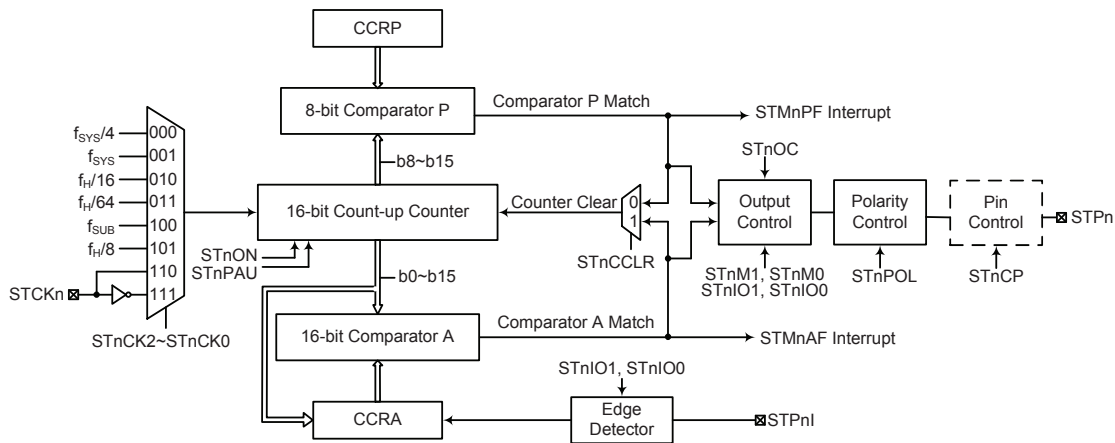 CCRP
8-bit Comparator P
Comparator P Match
STMnPF Interrupt
b8~b15
fSYS/4
000
fSYS
001
fH/16
010
fH/64
011
fSUB
100
fH/8
101
110
111
STCKn
STnCK2~STnCK0
16-bit Count-up Counter
STnON
STnPAU
Counter Clear
0
1
STnCCLR
STnOC
Output
Control
STnM1, STnM0
STnIO1, STnIO0
Polarity
Control
STnPOL
Pin
Control
STnCP
STPn
b0~b15
16-bit Comparator A
Comparator A Match
STMnAF Interrupt
STnIO1, STnIO0
CCRA
Edge
Detector
STPnI